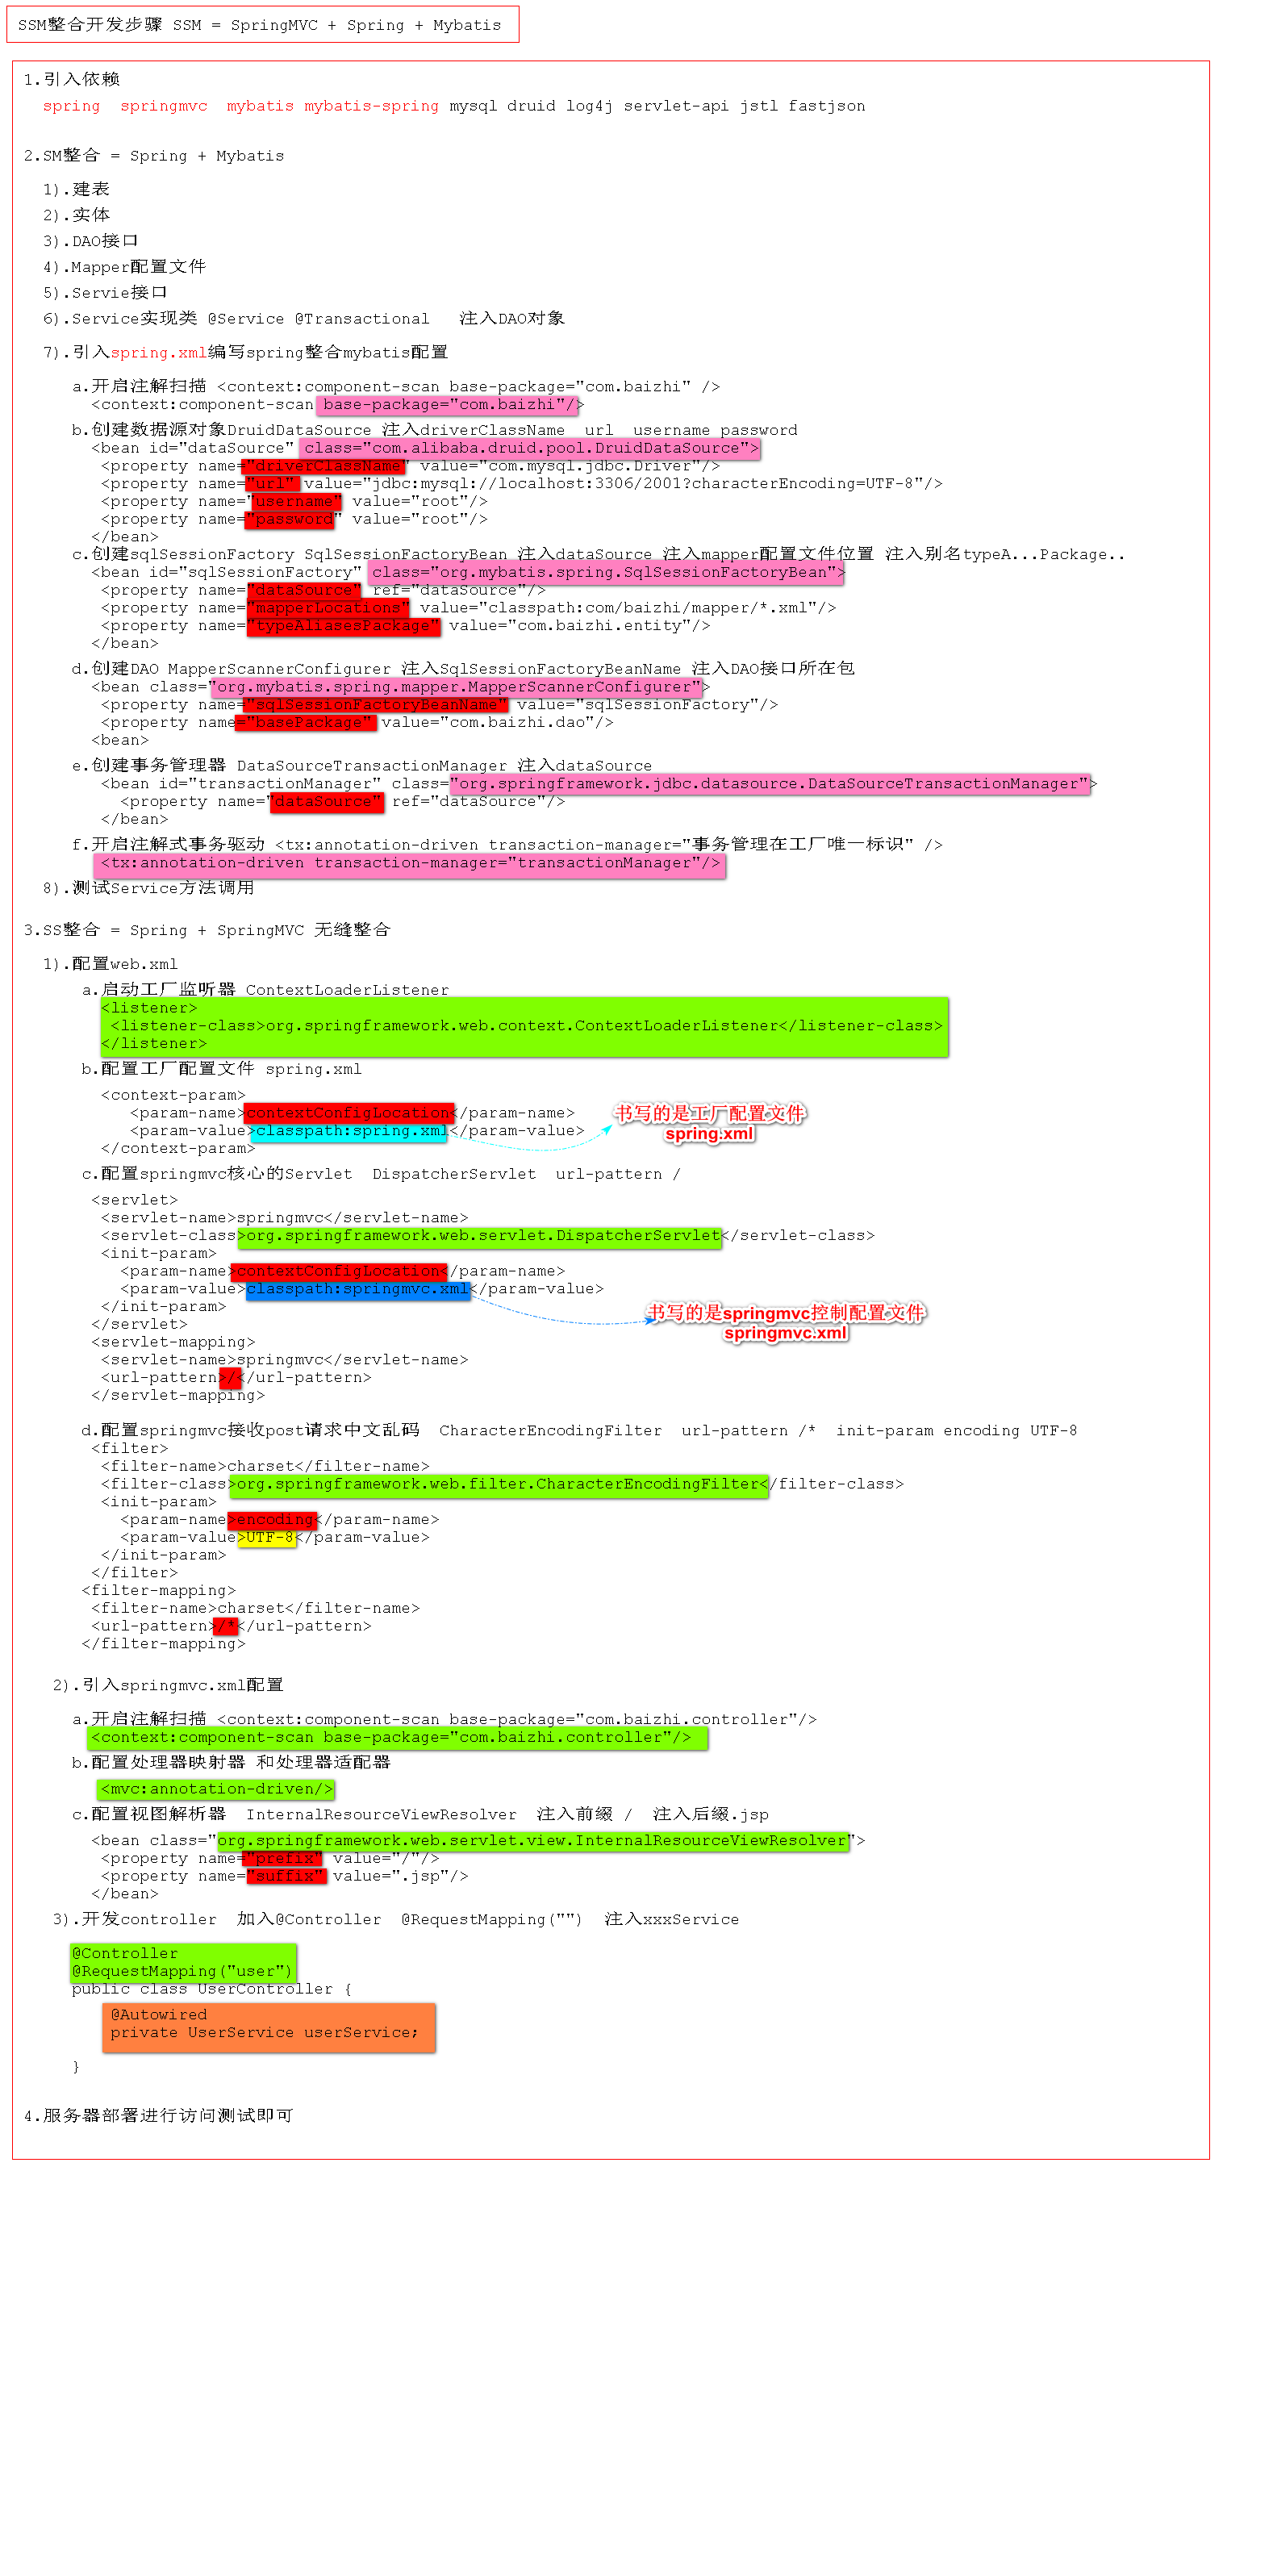 SSM整合开发步骤 SSM = SpringMVC + Spring + Mybatis
1.引入依赖
spring springmvc mybatis mybatis-spring mysql druid log4j servlet-api jstl fastjson
2.SM整合 = Spring + Mybatis
1).建表
2).实体
3).DAO接口
4).Mapper配置文件
5).Servie接口
6).Service实现类 @Service @Transactional 注入DAO对象
7).引入spring.xml编写spring整合mybatis配置
a.开启注解扫描 <context:component-scan base-package="com.baizhi" />
<context:component-scan base-package="com.baizhi"/>
b.创建数据源对象DruidDataSource 注入driverClassName url username password
<bean id="dataSource" class="com.alibaba.druid.pool.DruidDataSource">
<property name="driverClassName" value="com.mysql.jdbc.Driver"/>
<property name="url" value="jdbc:mysql://localhost:3306/2001?characterEncoding=UTF-8"/>
<property name="username" value="root"/>
<property name="password" value="root"/>
</bean>
c.创建sqlSessionFactory SqlSessionFactoryBean 注入dataSource 注入mapper配置文件位置 注入别名typeA...Package..
<bean id="sqlSessionFactory" class="org.mybatis.spring.SqlSessionFactoryBean">
<property name="dataSource" ref="dataSource"/>
<property name="mapperLocations" value="classpath:com/baizhi/mapper/*.xml"/>
<property name="typeAliasesPackage" value="com.baizhi.entity"/>
</bean>
d.创建DAO MapperScannerConfigurer 注入SqlSessionFactoryBeanName 注入DAO接口所在包
<bean class="org.mybatis.spring.mapper.MapperScannerConfigurer">
<property name="sqlSessionFactoryBeanName" value="sqlSessionFactory"/>
<property name="basePackage" value="com.baizhi.dao"/>
<bean>
e.创建事务管理器 DataSourceTransactionManager 注入dataSource
<bean id="transactionManager" class="org.springframework.jdbc.datasource.DataSourceTransactionManager">
<property name="dataSource" ref="dataSource"/>
</bean>
f.开启注解式事务驱动 <tx:annotation-driven transaction-manager="事务管理在工厂唯一标识" />
<tx:annotation-driven transaction-manager="transactionManager"/>
8).测试Service方法调用
3.SS整合 = Spring + SpringMVC 无缝整合
1).配置web.xml
a.启动工厂监听器 ContextLoaderListener
<listener>
<listener-class>org.springframework.web.context.ContextLoaderListener</listener-class>
</listener>
b.配置工厂配置文件 spring.xml
<context-param>
<param-name>contextConfigLocation</param-name>
<param-value>classpath:spring.xml</param-value>
</context-param>
书写的是工厂配置文件
spring.xml
c.配置springmvc核心的Servlet DispatcherServlet url-pattern /
<servlet>
<servlet-name>springmvc</servlet-name>
<servlet-class>org.springframework.web.servlet.DispatcherServlet</servlet-class>
<init-param>
<param-name>contextConfigLocation</param-name>
<param-value>classpath:springmvc.xml</param-value>
</init-param>
</servlet>
书写的是springmvc控制配置文件
springmvc.xml
<servlet-mapping>
<servlet-name>springmvc</servlet-name>
<url-pattern>/</url-pattern>
</servlet-mapping>
d.配置springmvc接收post请求中文乱码 CharacterEncodingFilter url-pattern /* init-param encoding UTF-8
<filter>
<filter-name>charset</filter-name>
<filter-class>org.springframework.web.filter.CharacterEncodingFilter</filter-class>
<init-param>
<param-name>encoding</param-name>
<param-value>UTF-8</param-value>
</init-param>
</filter>
<filter-mapping>
<filter-name>charset</filter-name>
<url-pattern>/*</url-pattern>
</filter-mapping>
2).引入springmvc.xml配置
a.开启注解扫描 <context:component-scan base-package="com.baizhi.controller"/>
<context:component-scan base-package="com.baizhi.controller"/>
b.配置处理器映射器 和处理器适配器
<mvc:annotation-driven/>
c.配置视图解析器 InternalResourceViewResolver 注入前缀 / 注入后缀.jsp
<bean class="org.springframework.web.servlet.view.InternalResourceViewResolver">
<property name="prefix" value="/"/>
<property name="suffix" value=".jsp"/>
</bean>
3).开发controller 加入@Controller @RequestMapping("") 注入xxxService
@Controller
@RequestMapping("user")
public class UserController {
@Autowired
private UserService userService;
}
4.服务器部署进行访问测试即可